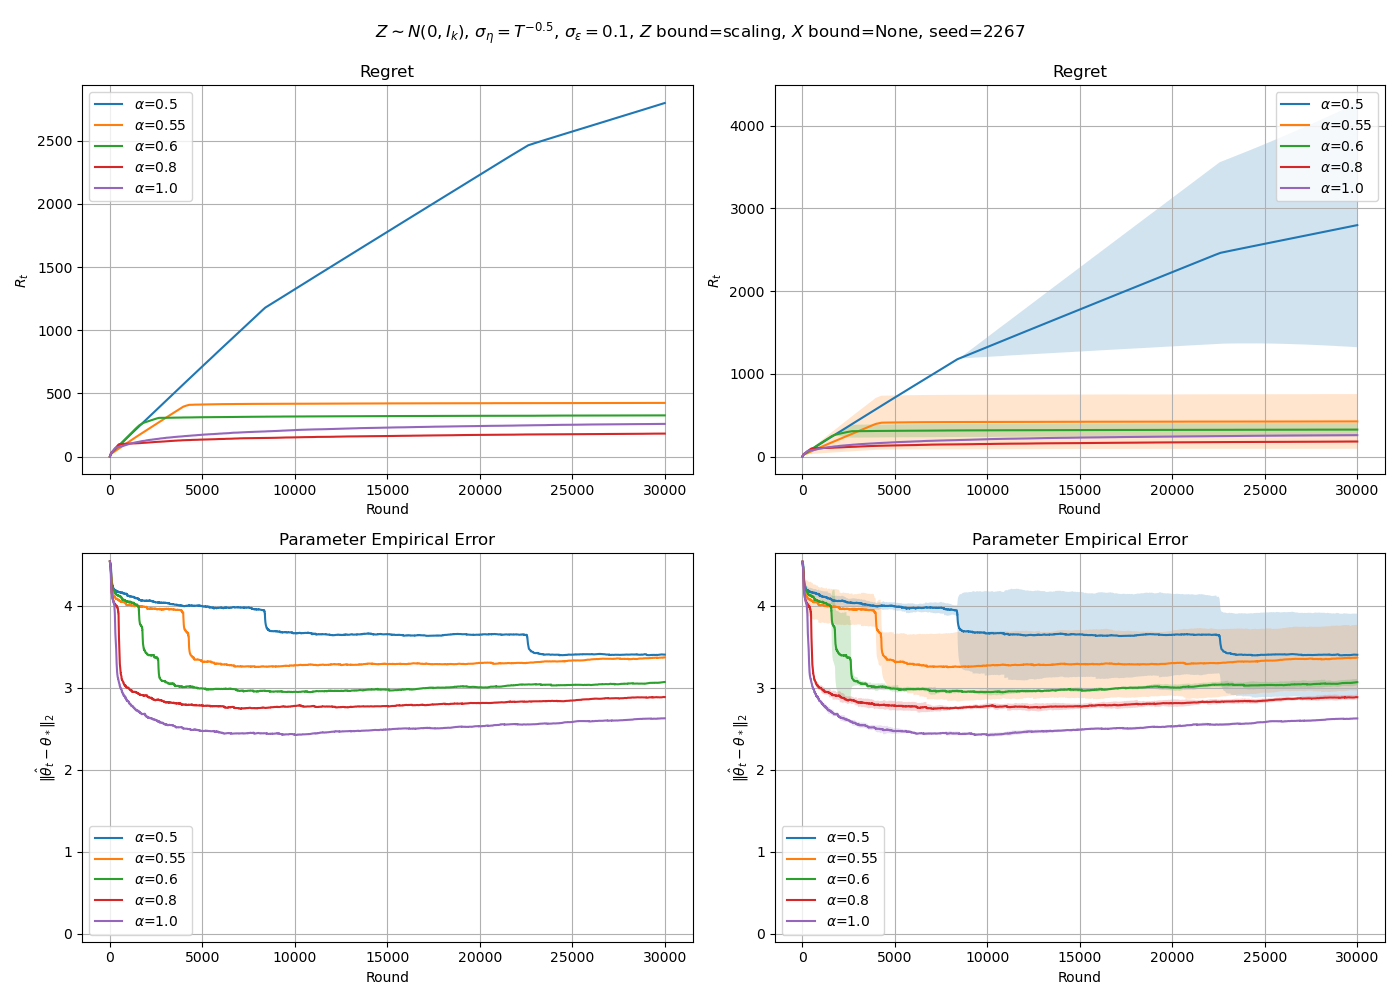 Z ~ N(0, I_k), σ_η = T^{−0.5}, σ_ε = 0.1, Z bound=scaling, X bound=None, seed=2267
Regret
R_t
2500
2000
1500
1000
500
0
α=0.5
α=0.55
α=0.6
α=0.8
α=1.0
0 5000 10000 15000 20000 25000 30000
Round
Regret
R_t
4000
3000
2000
1000
0
α=0.5
α=0.55
α=0.6
α=0.8
α=1.0
0 5000 10000 15000 20000 25000 30000
Round
Parameter Empirical Error
‖θ̂_t − θ_*‖_2
4
3
2
1
0
α=0.5
α=0.55
α=0.6
α=0.8
α=1.0
0 5000 10000 15000 20000 25000 30000
Round
Parameter Empirical Error
‖θ̂_t − θ_*‖_2
4
3
2
1
0
α=0.5
α=0.55
α=0.6
α=0.8
α=1.0
0 5000 10000 15000 20000 25000 30000
Round